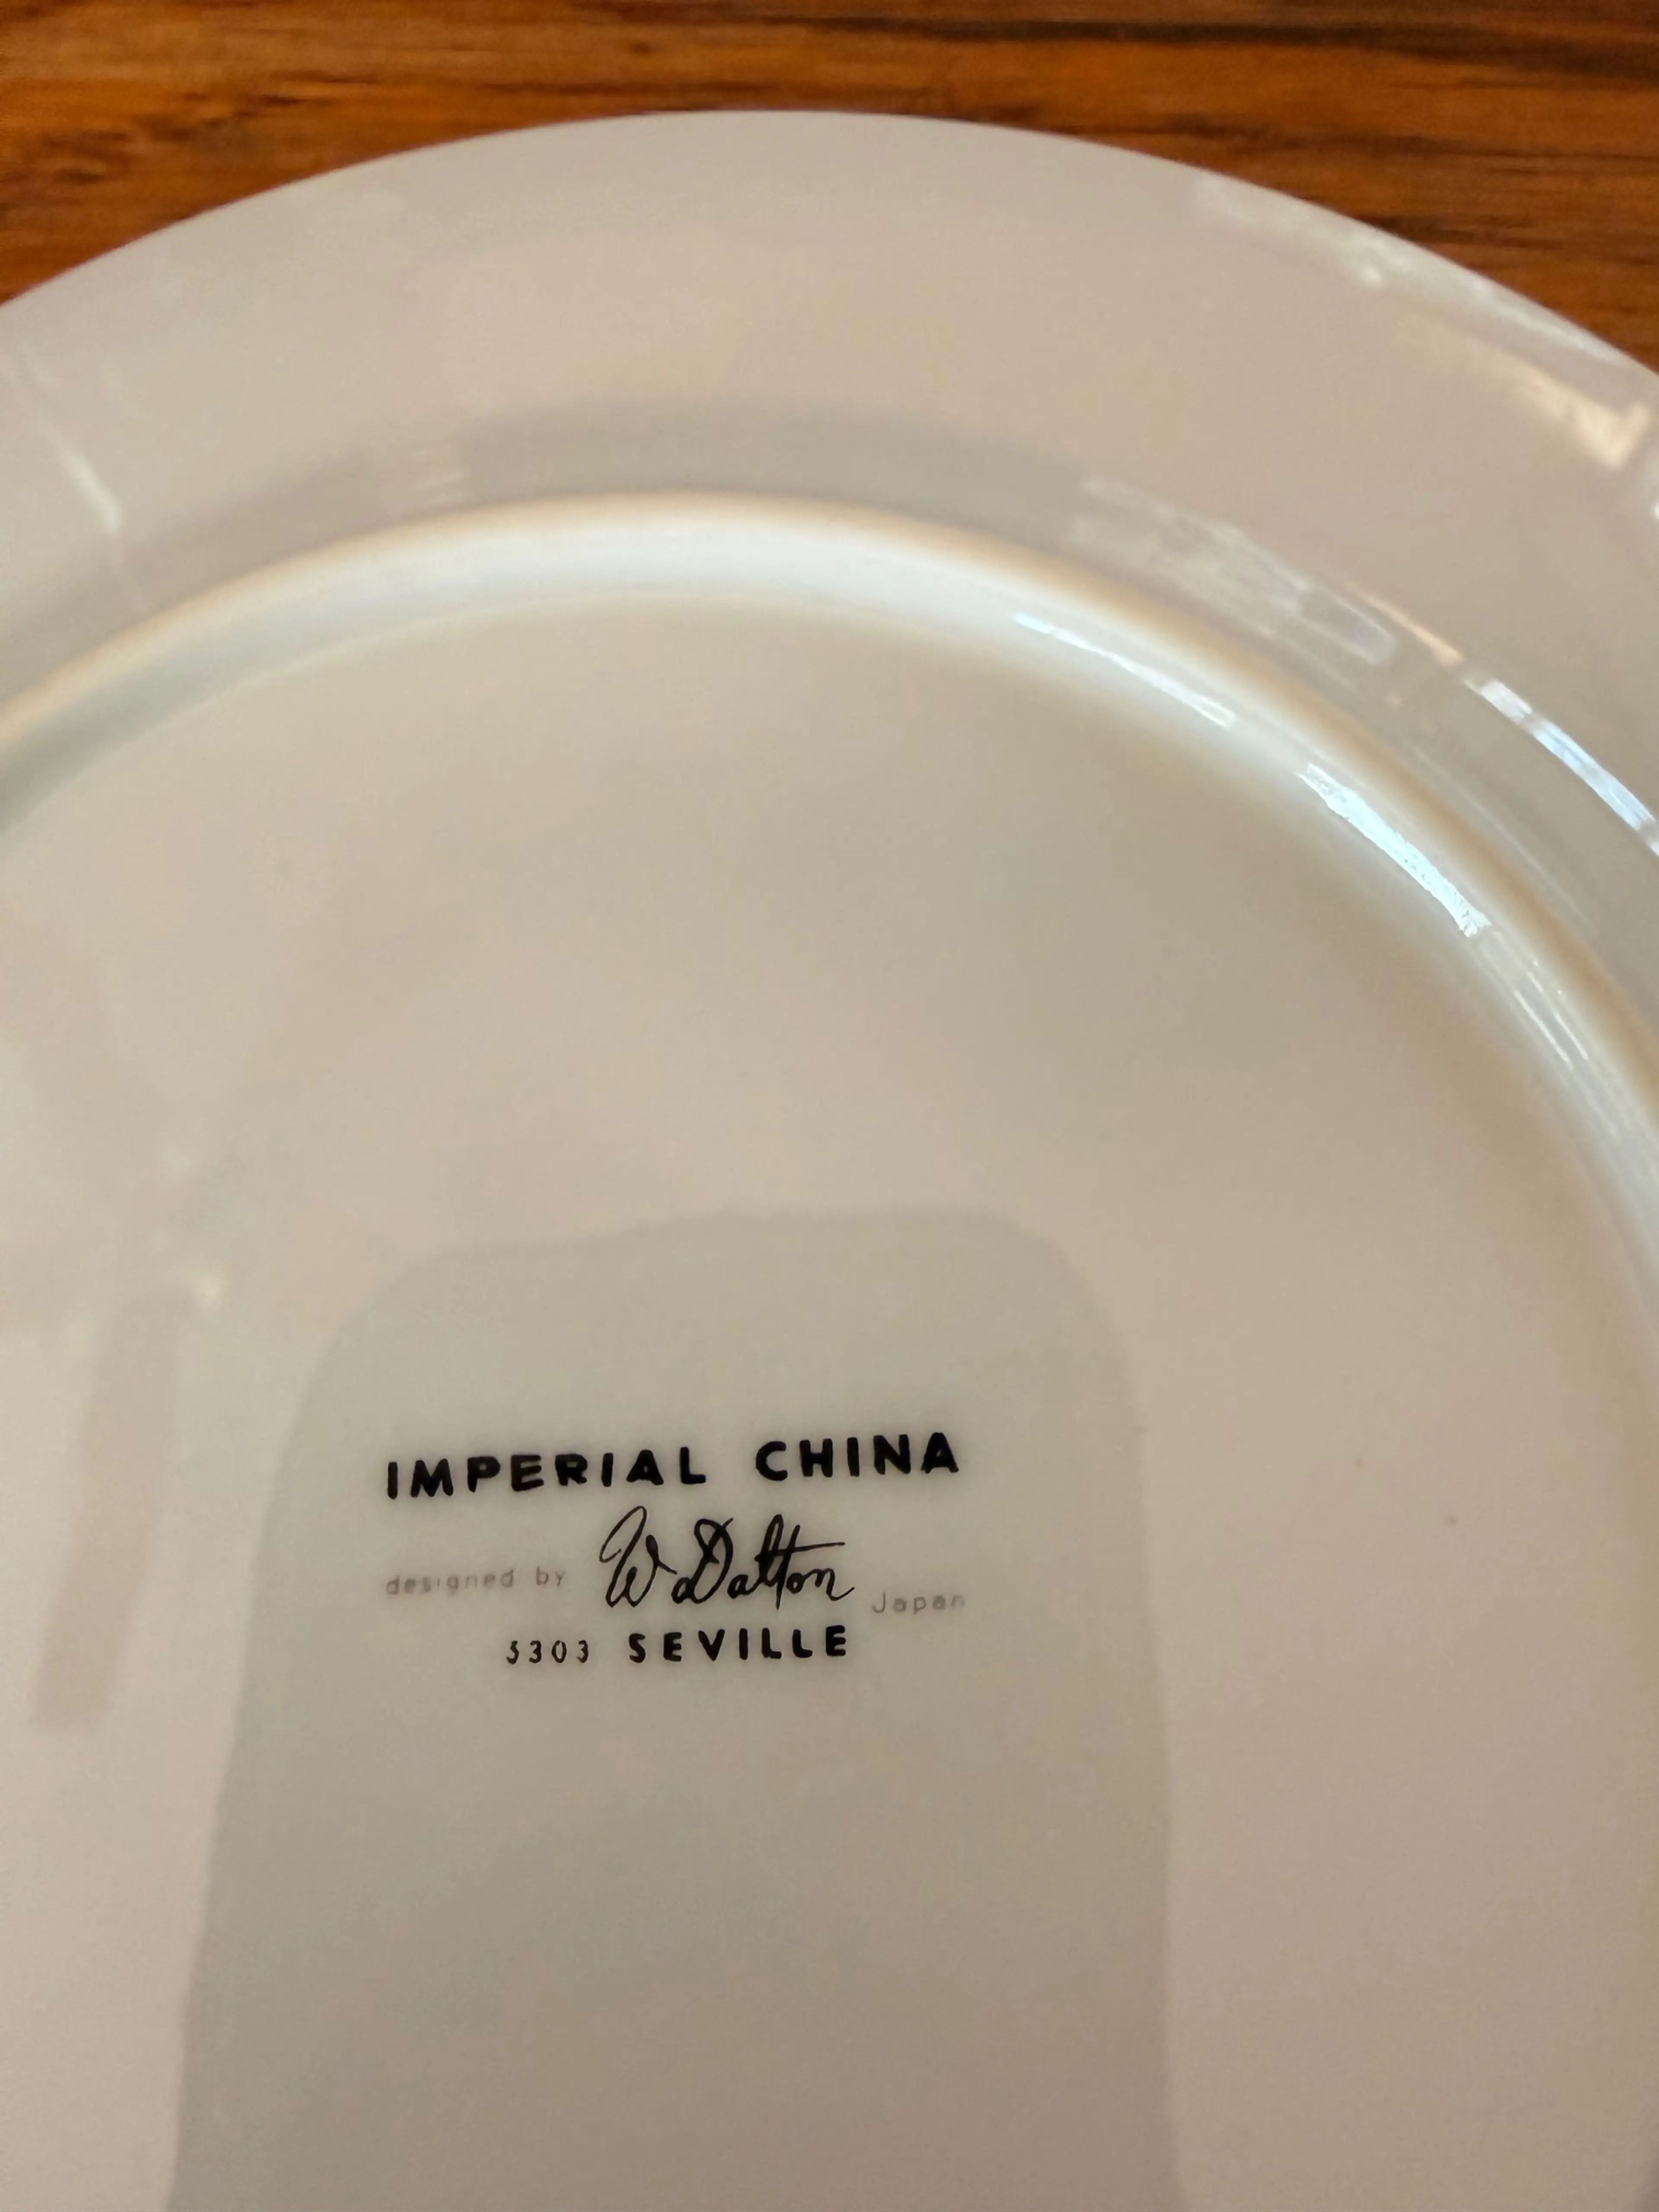 IMPERIAL CHINA
designed by W Dalton Japan
5303 SEVILLE